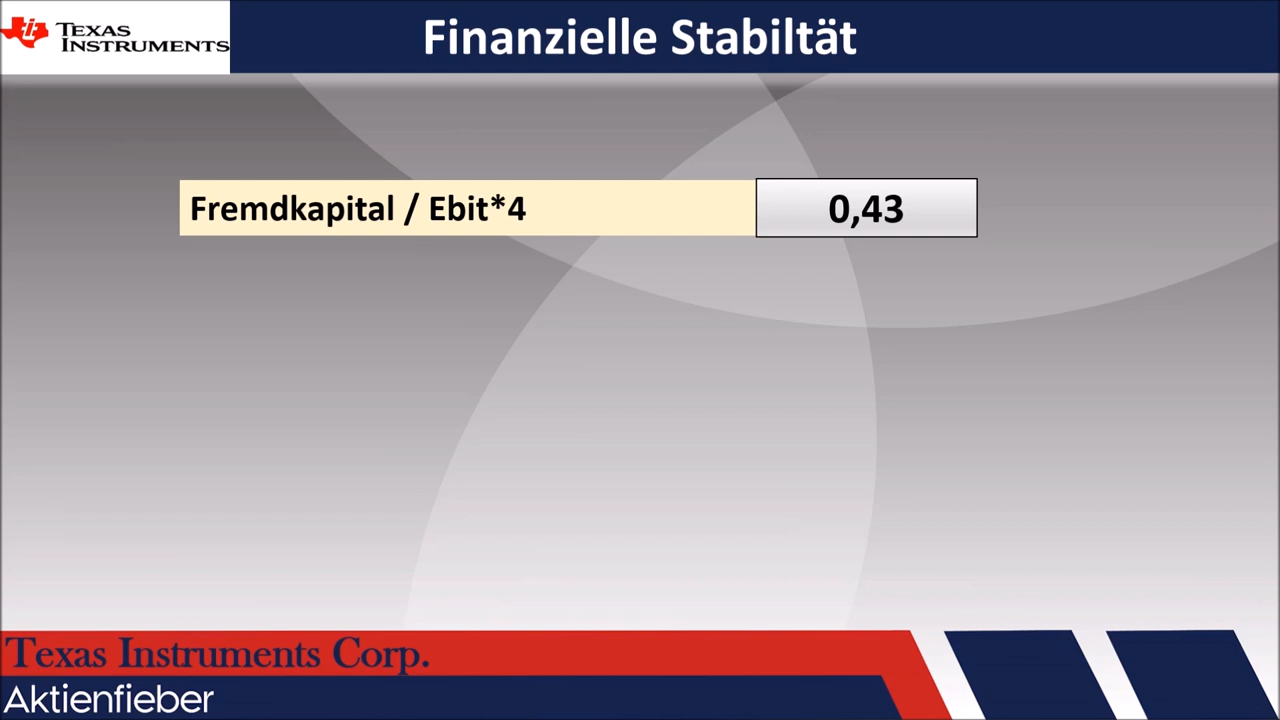 TEXAS
INSTRUMENTS
Finanzielle Stabiltät
Fremdkapital / Ebit*4
0,43
Texas Instruments Corp.
Aktienfieber